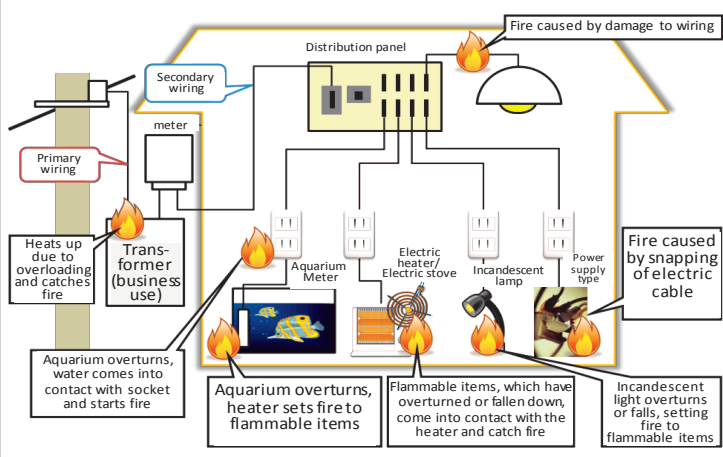 Fire caused by damage to wiring
Distribution panel
Secondary
wiring
meter
Primary
wiring
Heats up
due to
overloading
and catches
fire
Trans-
former
(business
use)
Aquarium
Meter
Electric
heater/
Electric stove
Incandescent
lamp
Power
supply
type
Fire caused
by snapping
of electric
cable
Aquarium overturns,
water comes into
contact with socket
and starts fire
Aquarium overturns,
heater sets fire to
flammable items
Flammable items, which have
overturned or fallen down,
come into contact with the
heater and catch fire
Incandescent
light overturns
or falls, setting
fire to
flammable items